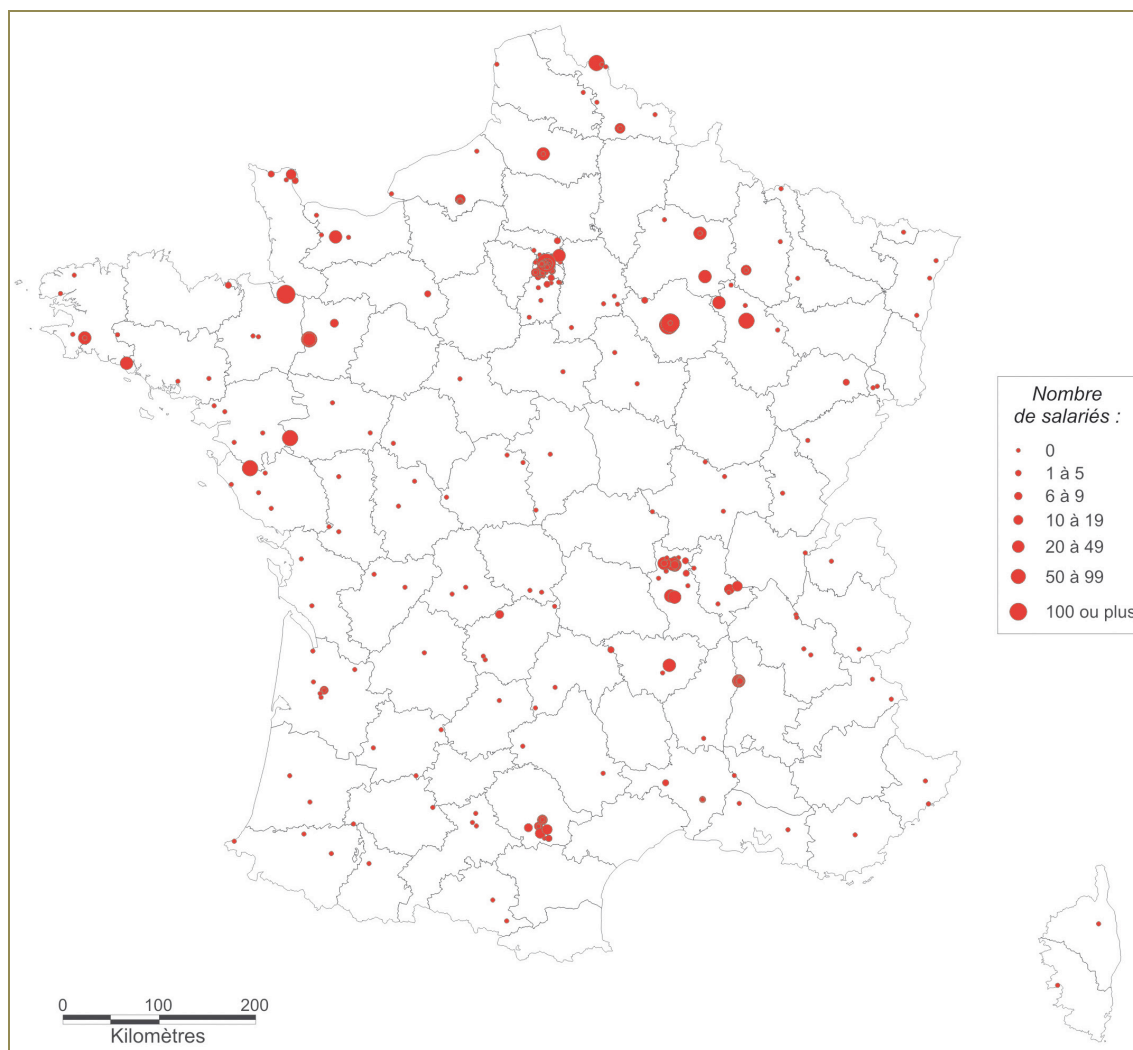 Nombre
de salariés :
0
1 à 5
6 à 9
10 à 19
20 à 49
50 à 99
100 ou plus
0 100 200
Kilomètres